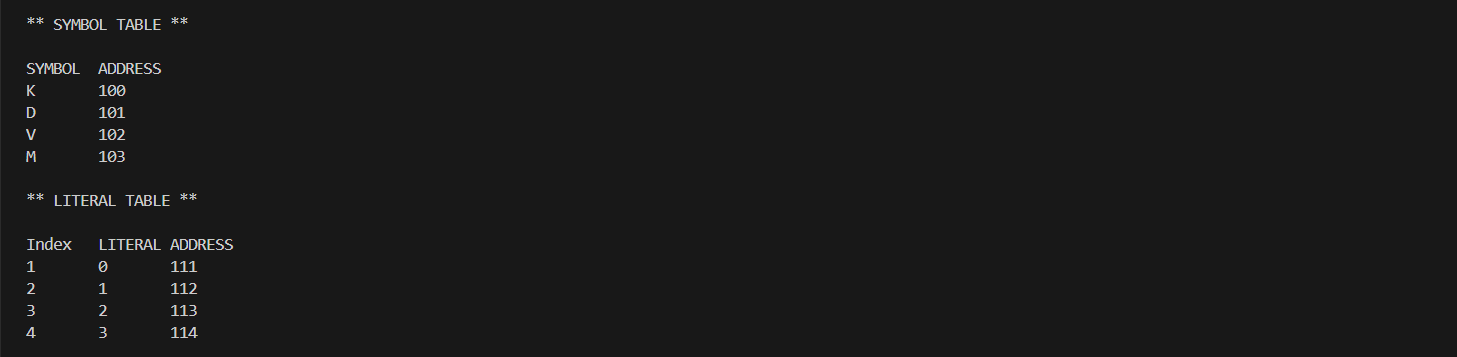 ** SYMBOL TABLE **
SYMBOL ADDRESS
K 100
D 101
V 102
M 103
** LITERAL TABLE **
Index LITERAL ADDRESS
1 0 111
2 1 112
3 2 113
4 3 114